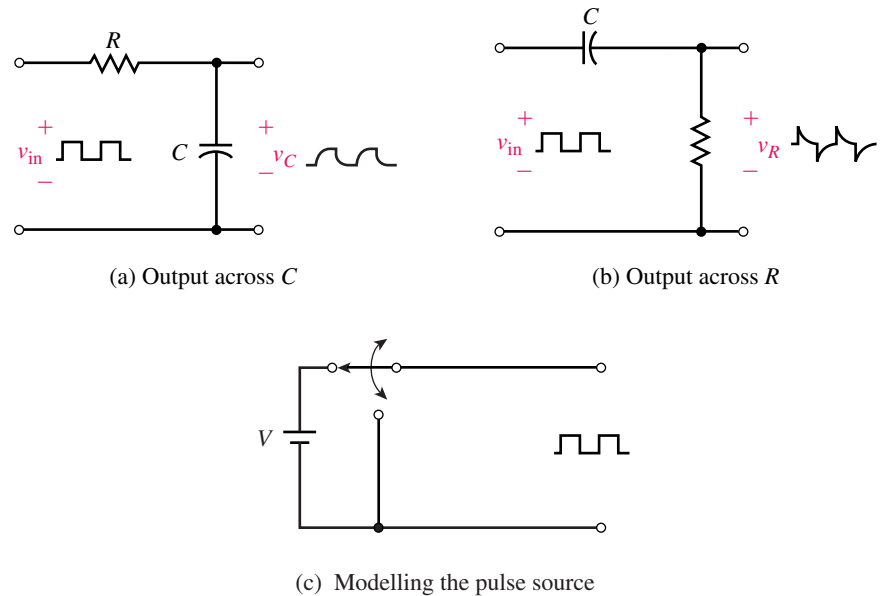 R
+
v_in
−
C
+
v_C
−
(a) Output across C
C
+
v_in
−
+
v_R
−
(b) Output across R
V
(c) Modelling the pulse source